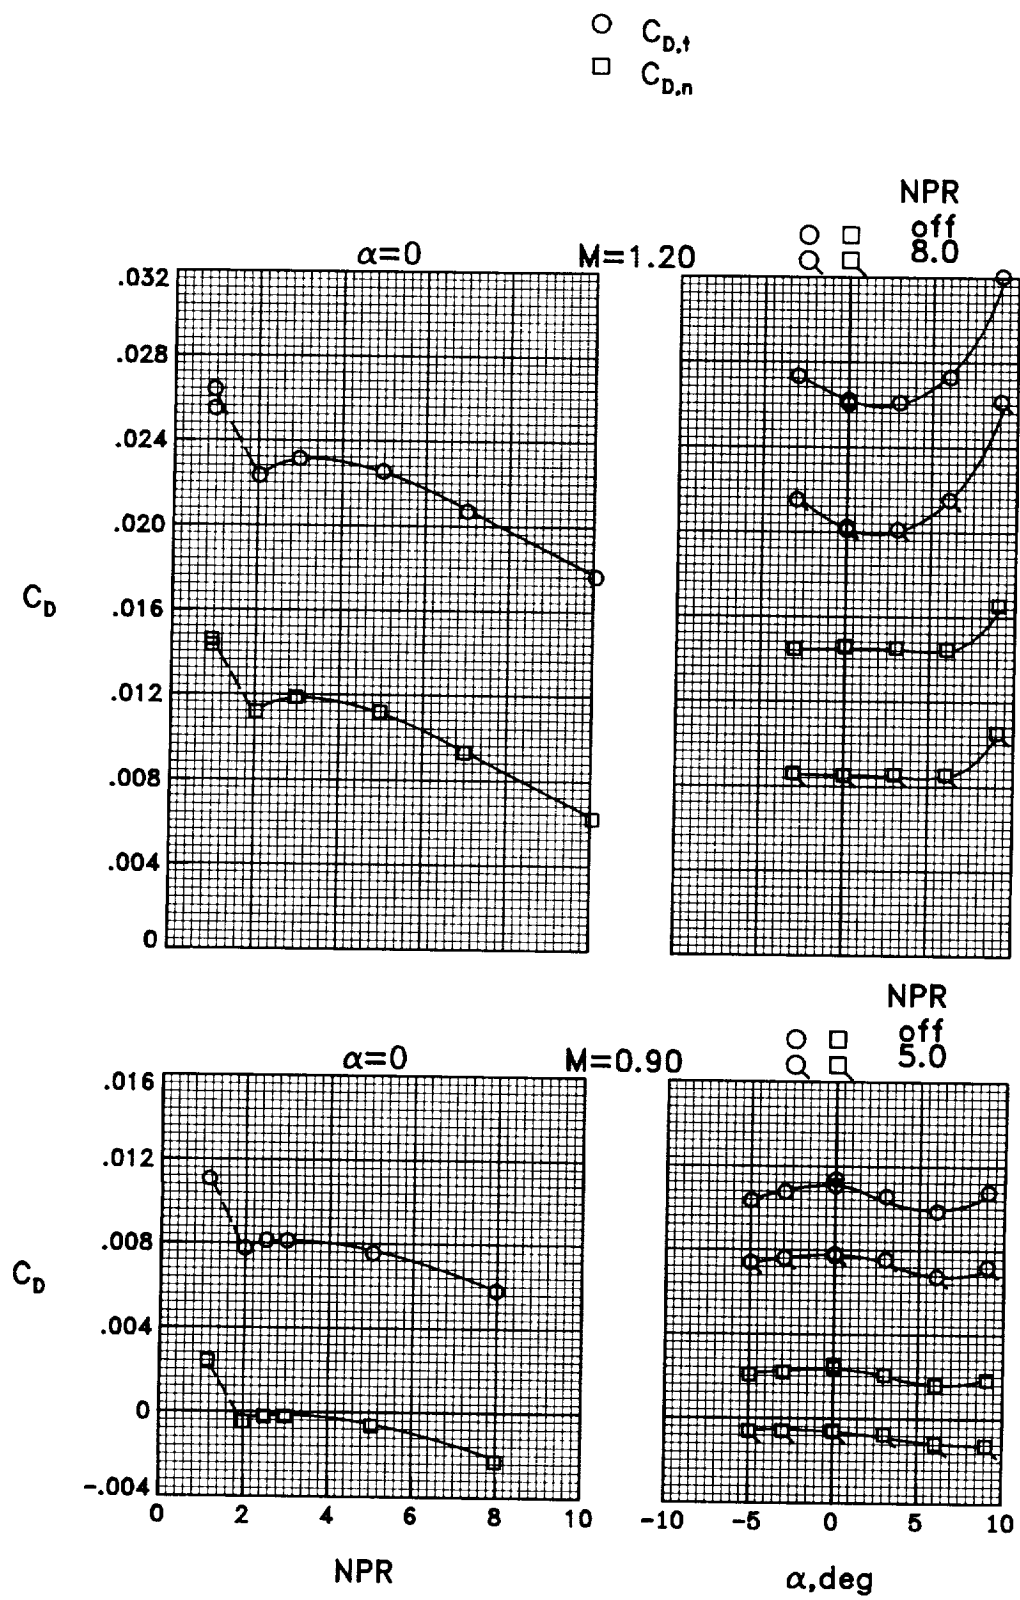 C_D,t
C_D,n
NPR
off
8.0
α=0 M=1.20
.032
.028
.024
.020
C_D
.016
.012
.008
.004
0
NPR
off
5.0
α=0 M=0.90
.016
.012
.008
C_D
.004
0
-.004
0 2 4 6 8 10 -10 -5 0 5 10
NPR α,deg